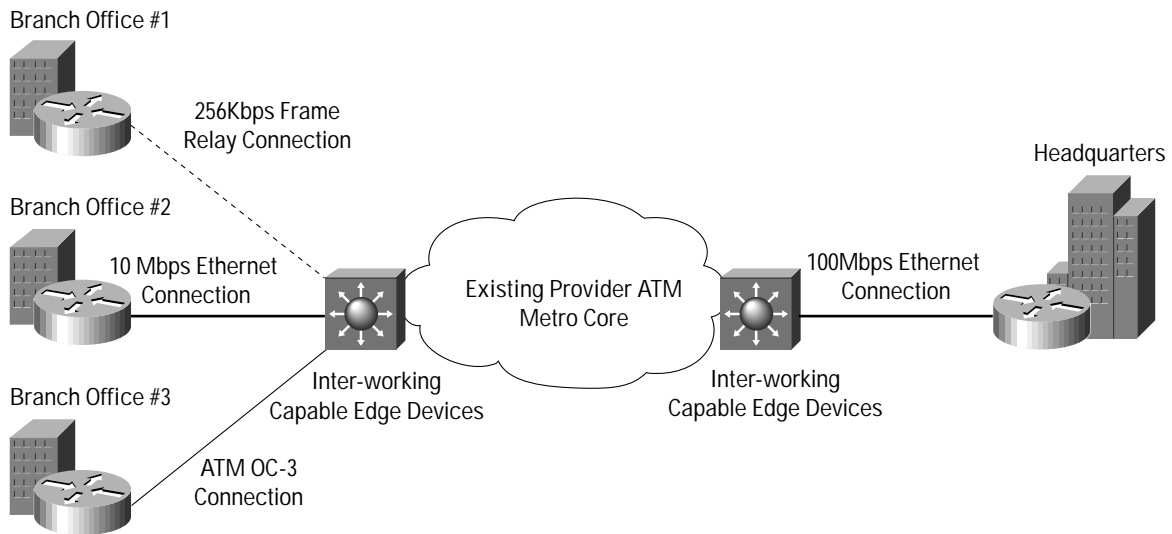 Branch Office #1
256Kbps Frame
Relay Connection
Headquarters
Branch Office #2
10 Mbps Ethernet
Connection
Existing Provider ATM
Metro Core
100Mbps Ethernet
Connection
Inter-working
Capable Edge Devices
Inter-working
Capable Edge Devices
Branch Office #3
ATM OC-3
Connection